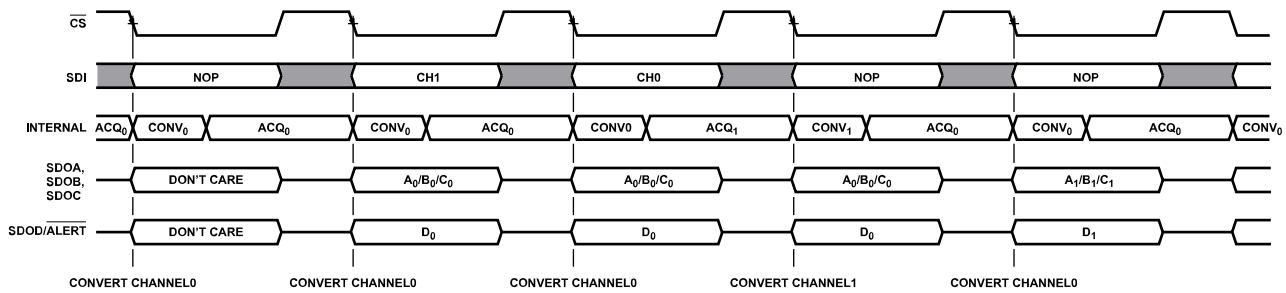 CS
SDI NOP CH1 CH0 NOP NOP
INTERNAL ACQ0 CONV0 ACQ0 CONV0 ACQ0 CONV0 ACQ1 CONV1 ACQ0 CONV0 ACQ0 CONV0
SDOA,
SDOB,
SDOC
DON'T CARE A0/B0/C0 A0/B0/C0 A0/B0/C0 A1/B1/C1
SDOD/ALERT DON'T CARE D0 D0 D0 D1
CONVERT CHANNEL0 CONVERT CHANNEL0 CONVERT CHANNEL0 CONVERT CHANNEL1 CONVERT CHANNEL0